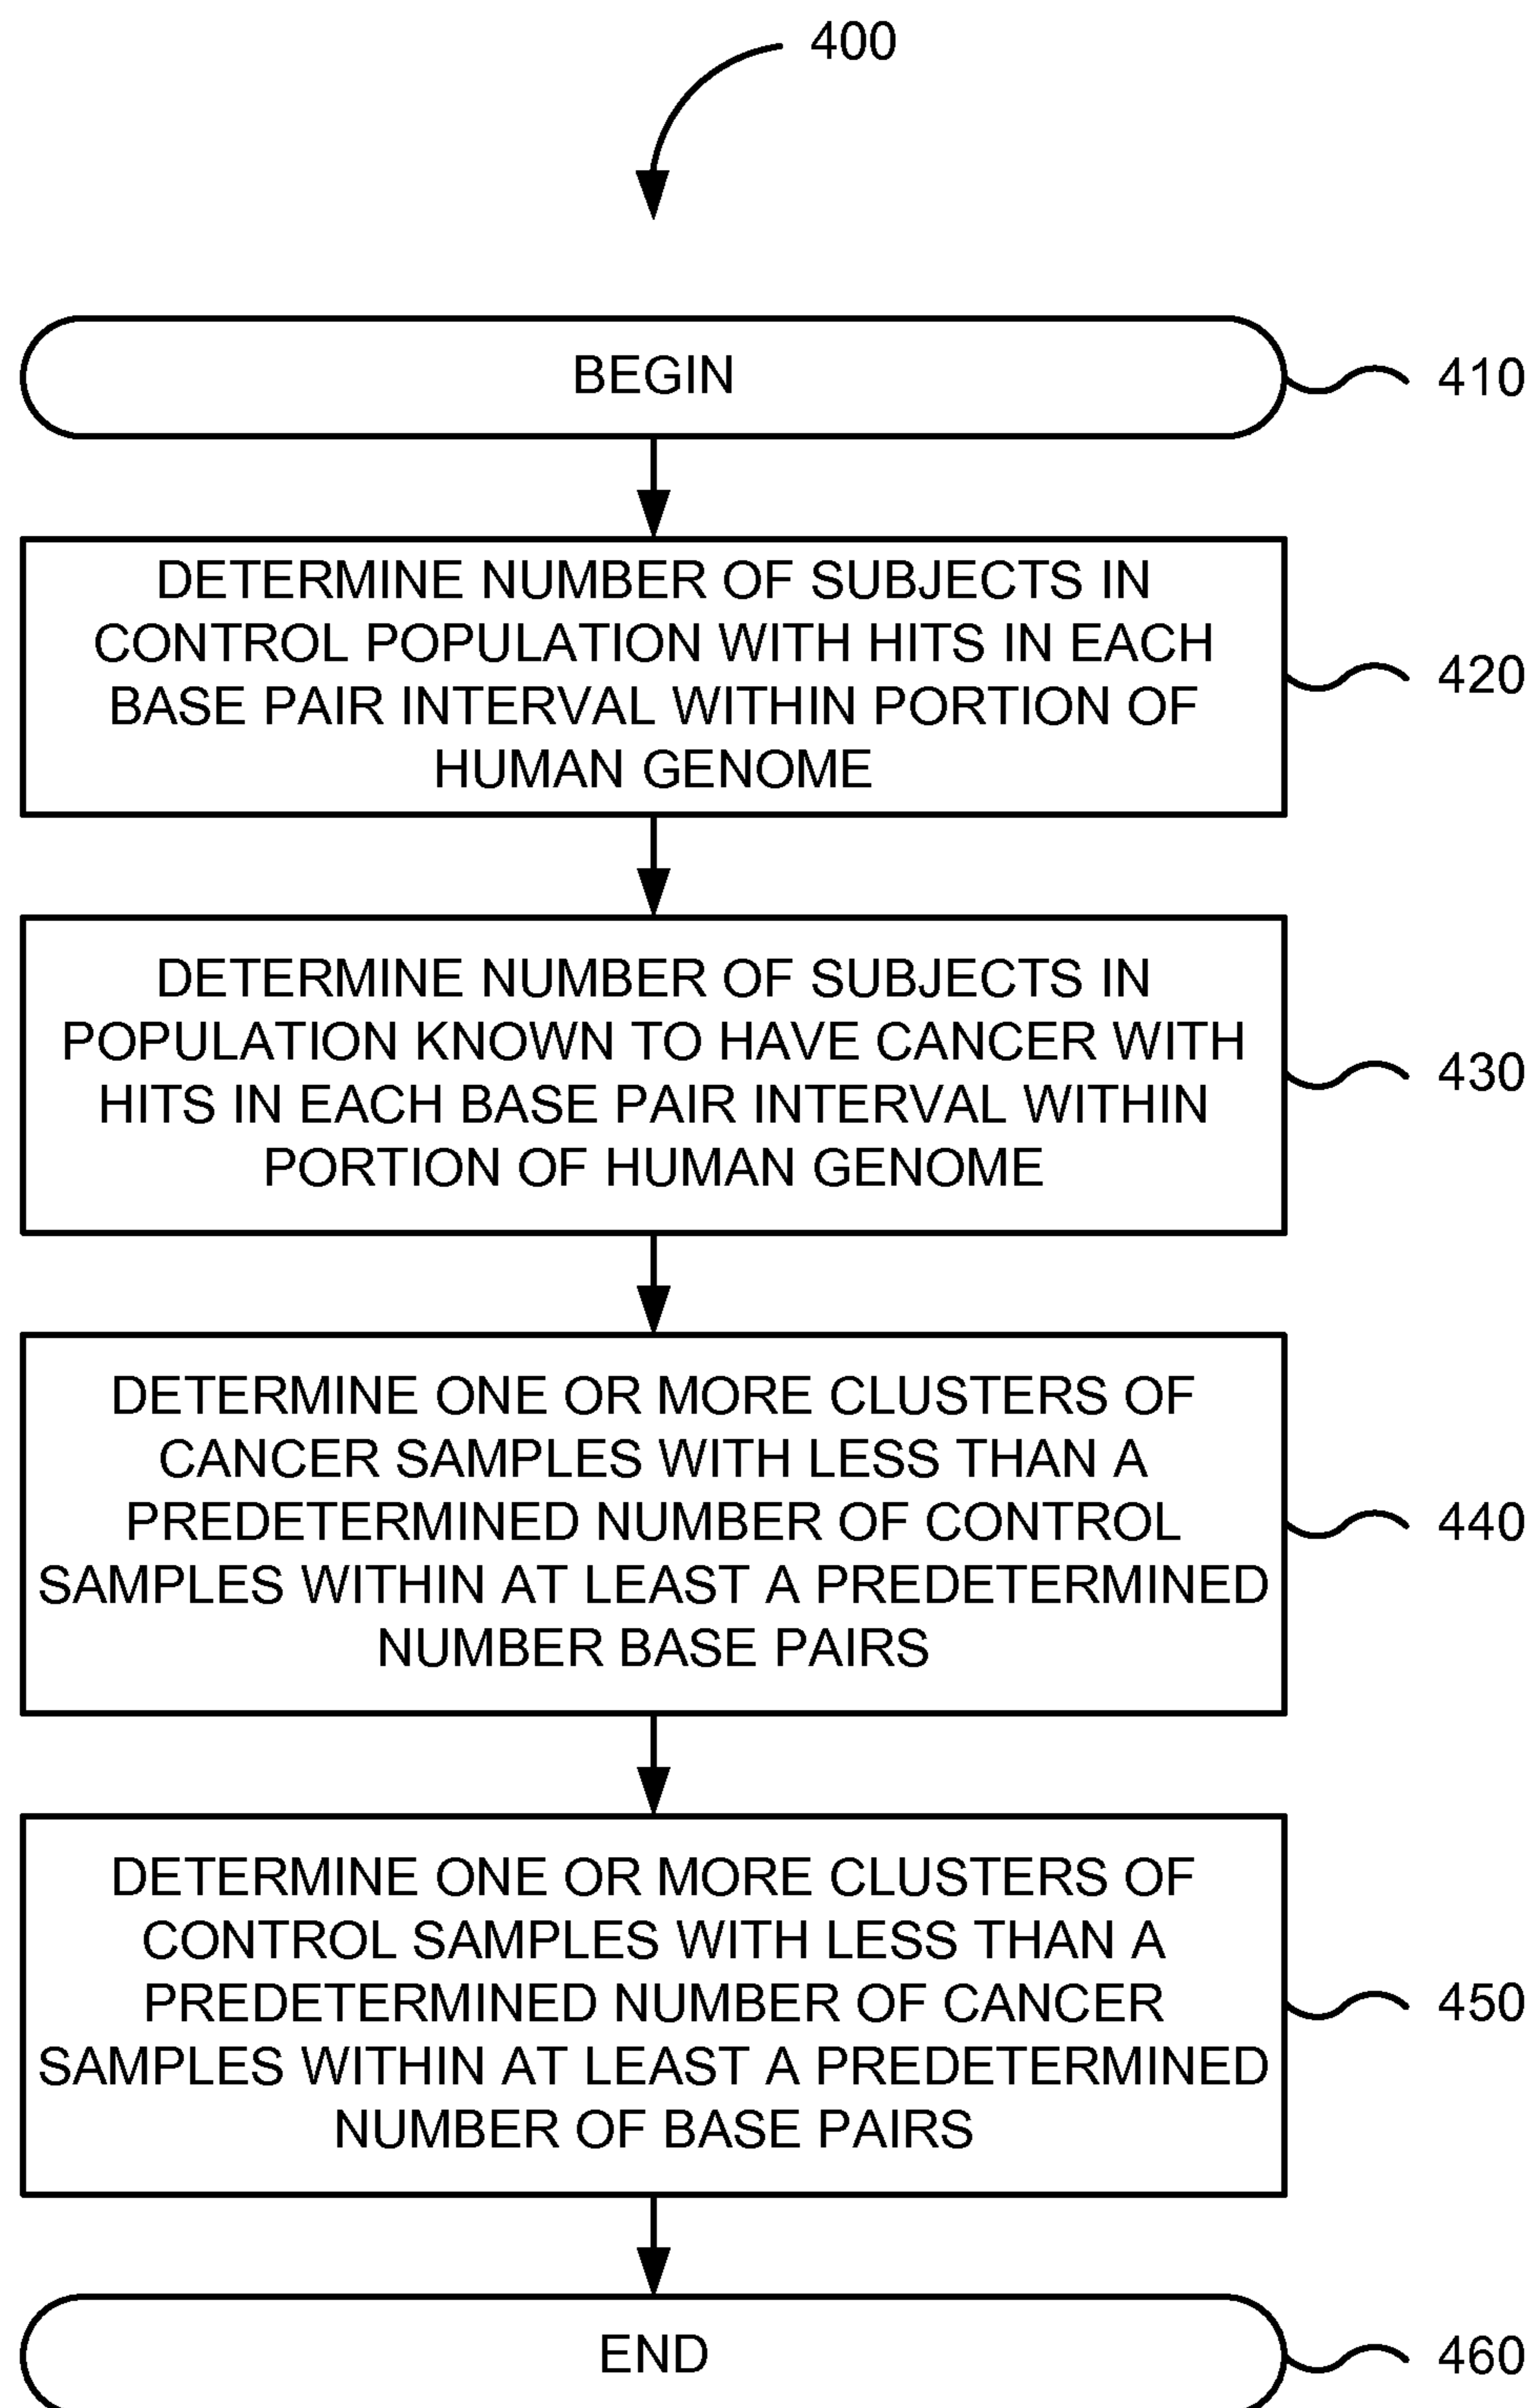 400
BEGIN
410
DETERMINE NUMBER OF SUBJECTS IN
CONTROL POPULATION WITH HITS IN EACH
BASE PAIR INTERVAL WITHIN PORTION OF
HUMAN GENOME
420
DETERMINE NUMBER OF SUBJECTS IN
POPULATION KNOWN TO HAVE CANCER WITH
HITS IN EACH BASE PAIR INTERVAL WITHIN
PORTION OF HUMAN GENOME
430
DETERMINE ONE OR MORE CLUSTERS OF
CANCER SAMPLES WITH LESS THAN A
PREDETERMINED NUMBER OF CONTROL
SAMPLES WITHIN AT LEAST A PREDETERMINED
NUMBER BASE PAIRS
440
DETERMINE ONE OR MORE CLUSTERS OF
CONTROL SAMPLES WITH LESS THAN A
PREDETERMINED NUMBER OF CANCER
SAMPLES WITHIN AT LEAST A PREDETERMINED
NUMBER OF BASE PAIRS
450
END
460